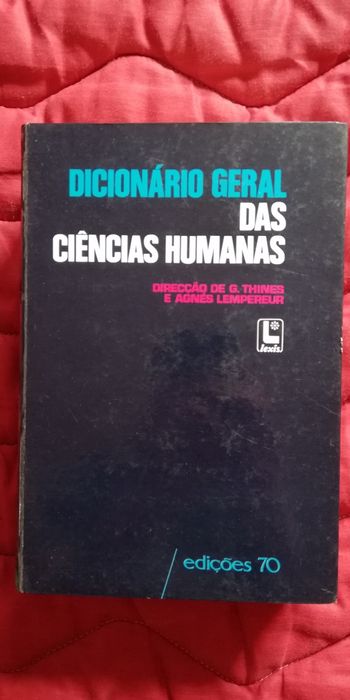 DICIONÁRIO GERAL
DAS
CIÊNCIAS HUMANAS
DIRECÇÃO DE G. THINES
E AGNÈS LEMPEREUR
L
lexis
edições 70